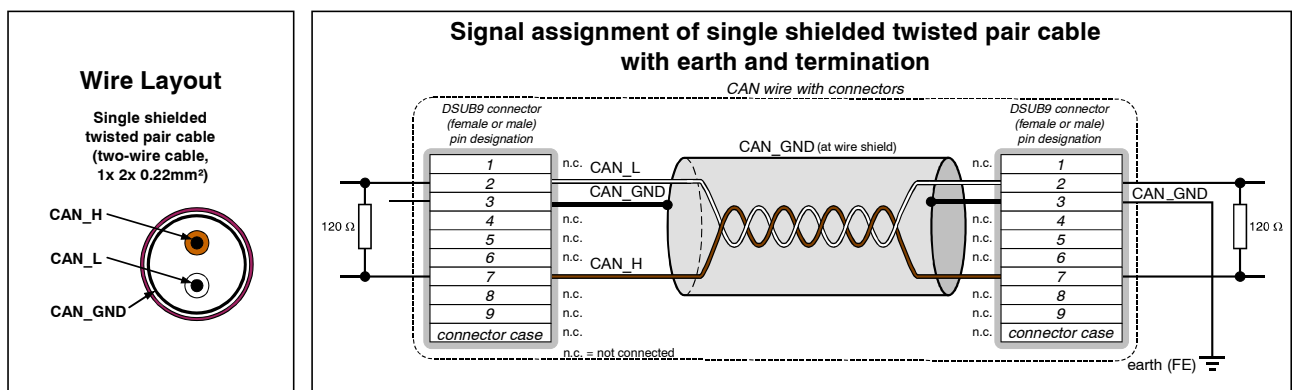 Wire Layout
Single shielded
twisted pair cable
(two-wire cable,
1x 2x 0.22mm²)
CAN_H
CAN_L
CAN_GND
Signal assignment of single shielded twisted pair cable
with earth and termination
CAN wire with connectors
DSUB9 connector
(female or male)
pin designation
1
2
3
4
5
6
7
8
9
connector case
120 Ω
n.c.
n.c.
n.c.
n.c.
n.c.
n.c.
n.c.
n.c. = not connected
CAN_L
CAN_GND
CAN_H
CAN_GND (at wire shield)
DSUB9 connector
(female or male)
pin designation
n.c.
n.c.
n.c.
n.c.
n.c.
n.c.
n.c.
1
2
3
4
5
6
7
8
9
connector case
CAN_GND
120 Ω
earth (FE)